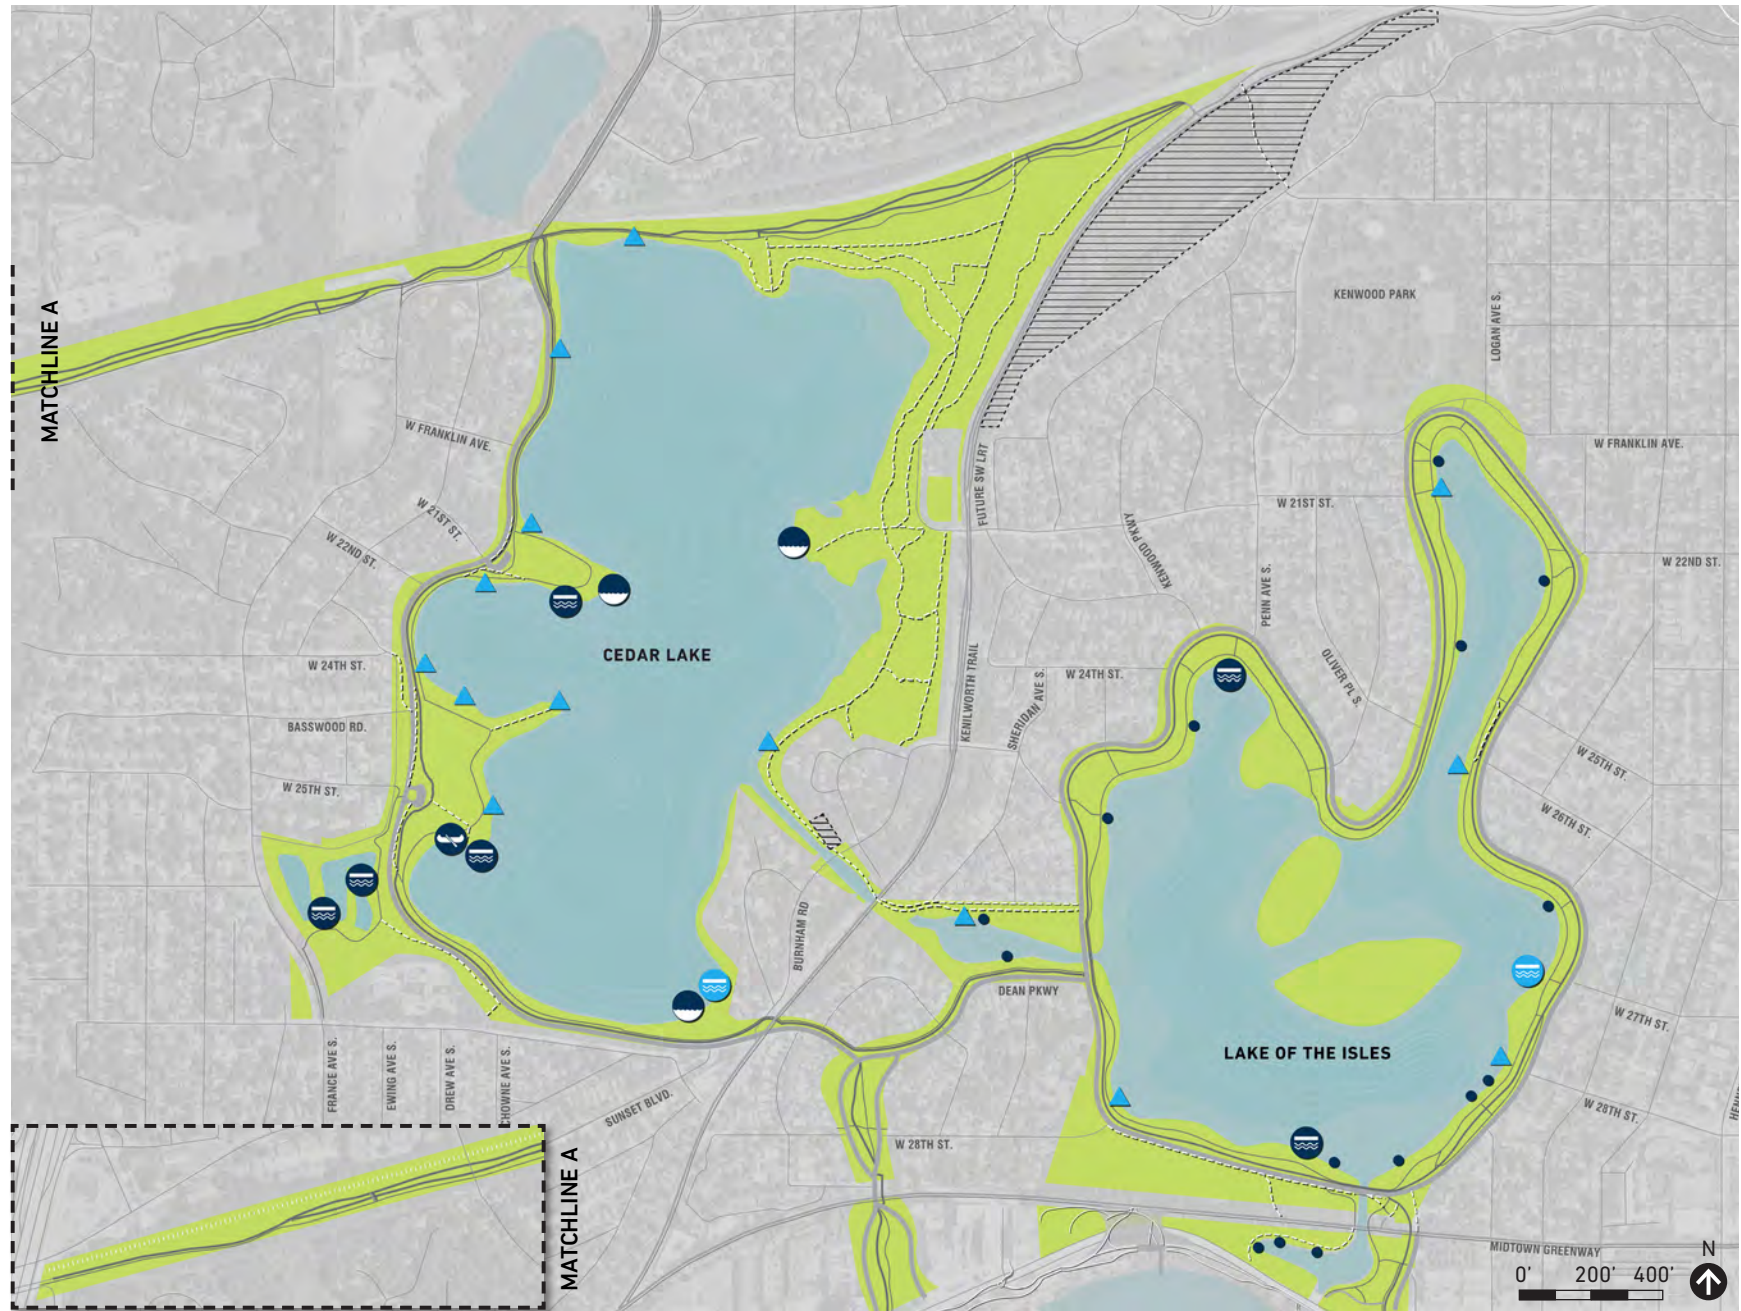 MATCHLINE A
KENWOOD PARK
LOGAN AVE S.
W FRANKLIN AVE.
W FRANKLIN AVE.
FUTURE SW LRT
W 21ST ST.
W 21ST ST.
W 22ND ST.
KENWOOD PKWY
W 22ND ST.
PENN AVE S.
CEDAR LAKE
W 24TH ST.
KENILWORTH TRAIL
SHERIDAN AVE S.
W 24TH ST.
OLIVER PL S.
BASSWOOD RD.
W 25TH ST.
W 25TH ST.
W 26TH ST.
BURNHAM RD
DEAN PKWY
W 27TH ST.
LAKE OF THE ISLES
FRANCE AVE S.
EWING AVE S.
DREW AVE S.
CHOWNE AVE S.
SUNSET BLVD.
W 28TH ST.
W 28TH ST.
MATCHLINE A
MIDTOWN GREENWAY
N
0' 200' 400'